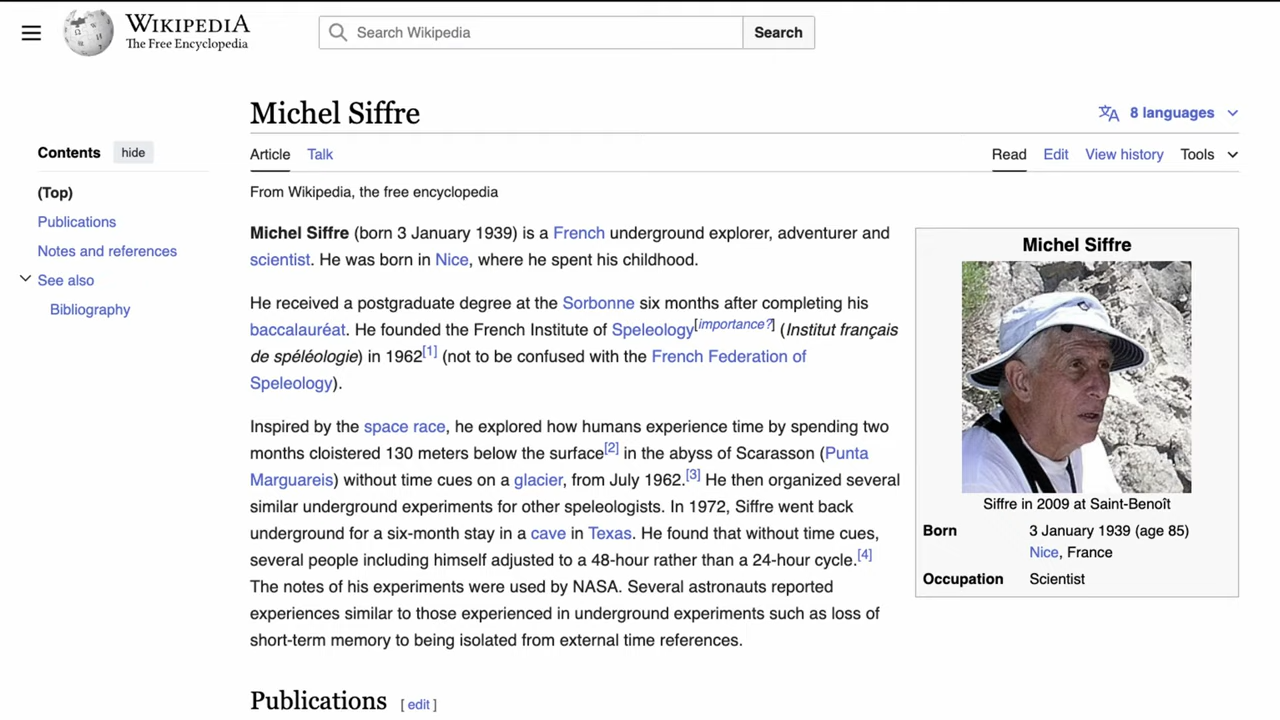 WIKIPEDIA
The Free Encyclopedia
Search Wikipedia
Search
Michel Siffre
8 languages
Contents hide
Article Talk
Read Edit View history Tools
(Top)
From Wikipedia, the free encyclopedia
Publications
Notes and references
See also
Bibliography
Michel Siffre (born 3 January 1939) is a French underground explorer, adventurer and
scientist. He was born in Nice, where he spent his childhood.
He received a postgraduate degree at the Sorbonne six months after completing his
baccalauréat. He founded the French Institute of Speleology[importance?] (Institut français
de spéléologie) in 1962[1] (not to be confused with the French Federation of
Speleology).
Inspired by the space race, he explored how humans experience time by spending two
months cloistered 130 meters below the surface[2] in the abyss of Scarasson (Punta
Marguareis) without time cues on a glacier, from July 1962.[3] He then organized several
similar underground experiments for other speleologists. In 1972, Siffre went back
underground for a six-month stay in a cave in Texas. He found that without time cues,
several people including himself adjusted to a 48-hour rather than a 24-hour cycle.[4]
The notes of his experiments were used by NASA. Several astronauts reported
experiences similar to those experienced in underground experiments such as loss of
short-term memory to being isolated from external time references.
Michel Siffre
Siffre in 2009 at Saint-Benoît
Born 3 January 1939 (age 85)
Nice, France
Occupation Scientist
Publications [ edit ]